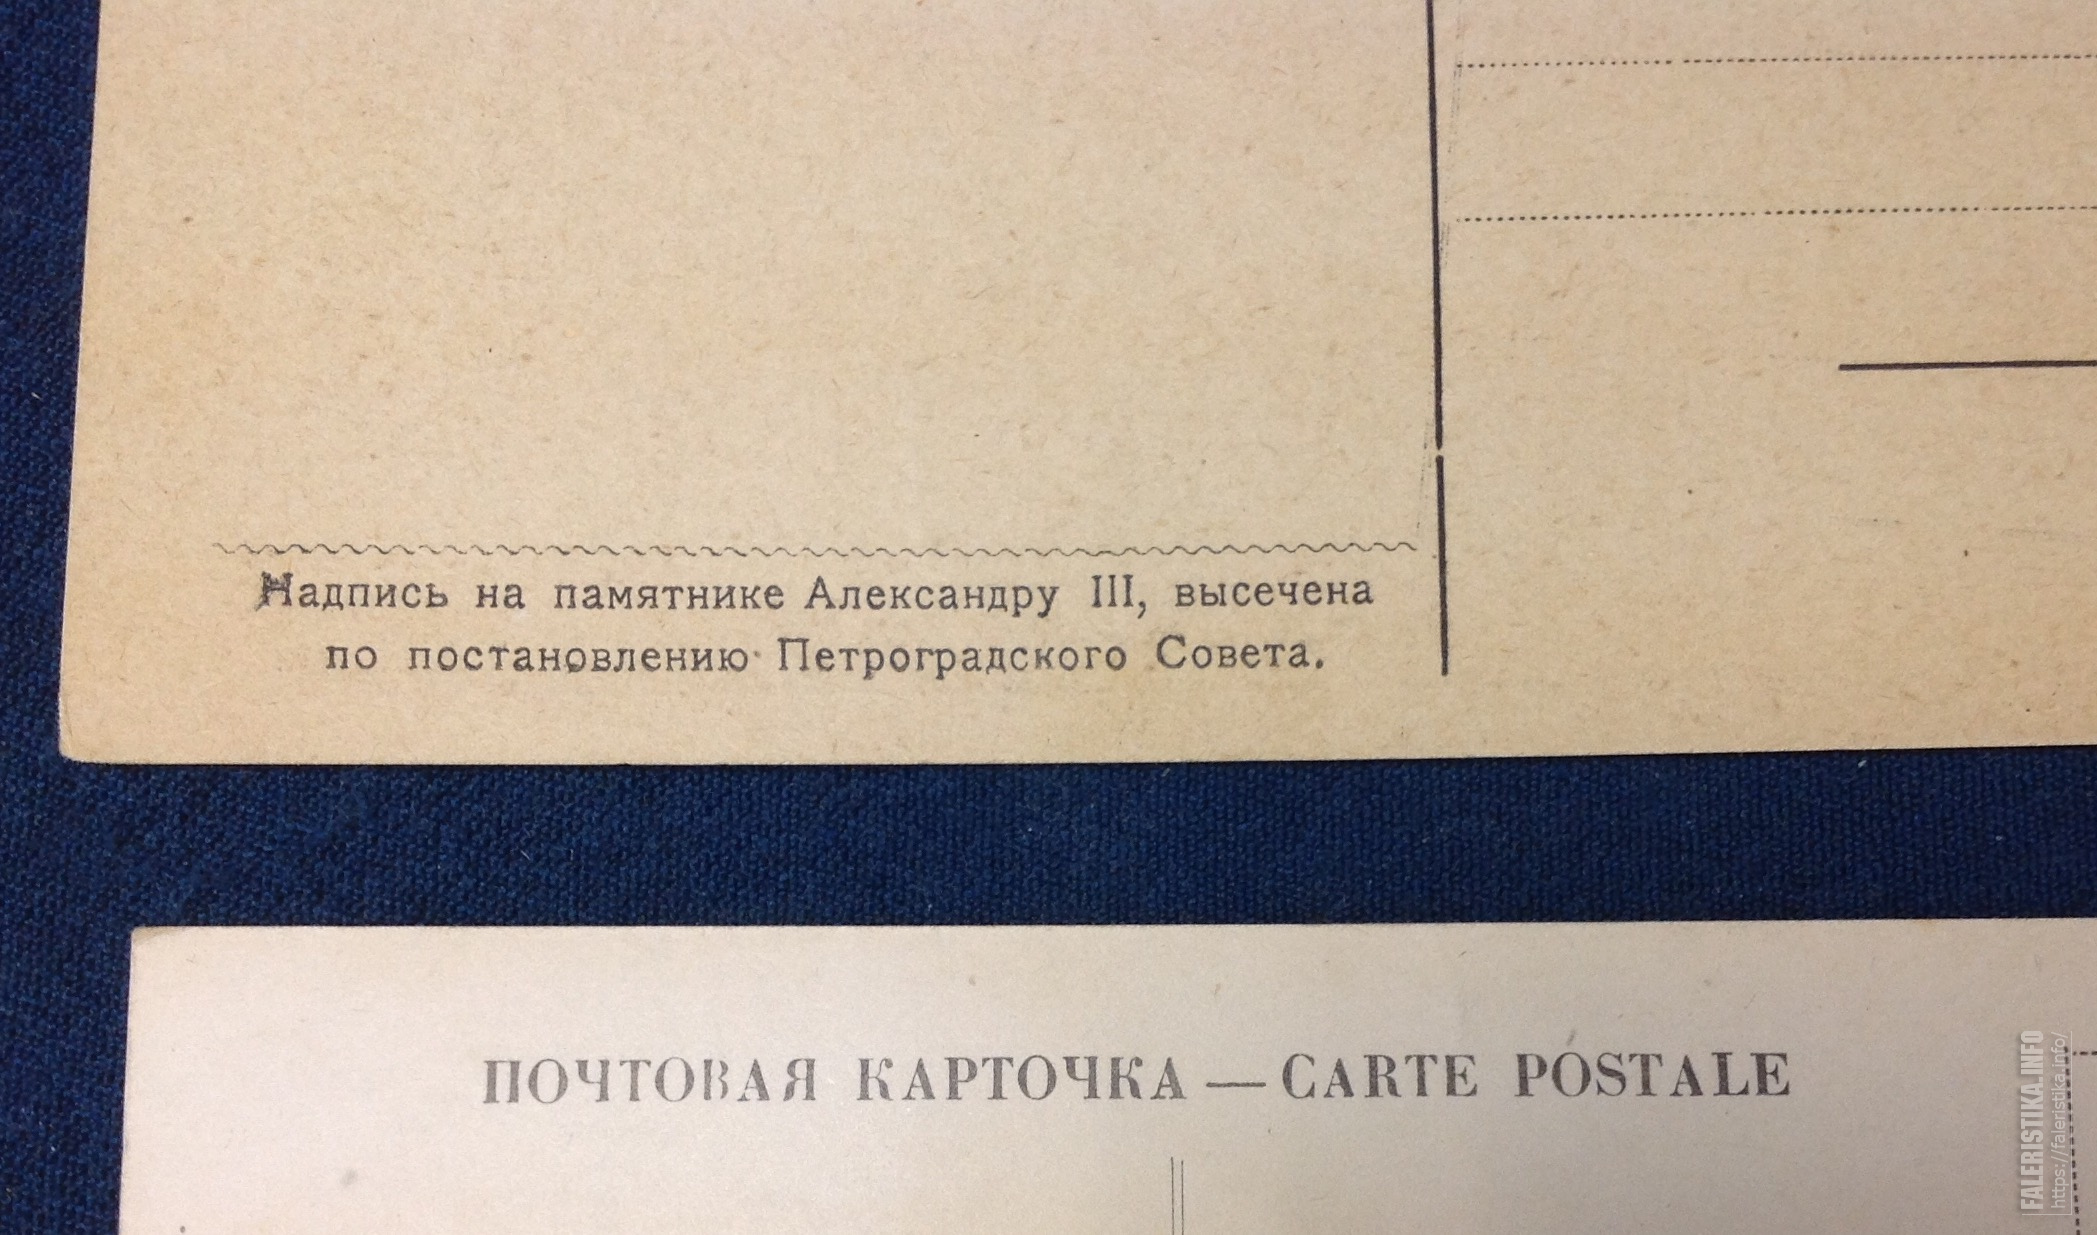 Надпись на памятнике Александру III, высечена
по постановлению Петроградского Совета.
ПОЧТОВАЯ КАРТОЧКА — CARTE POSTALE
FALERISTIKA.INFO
https://faleristika.info/